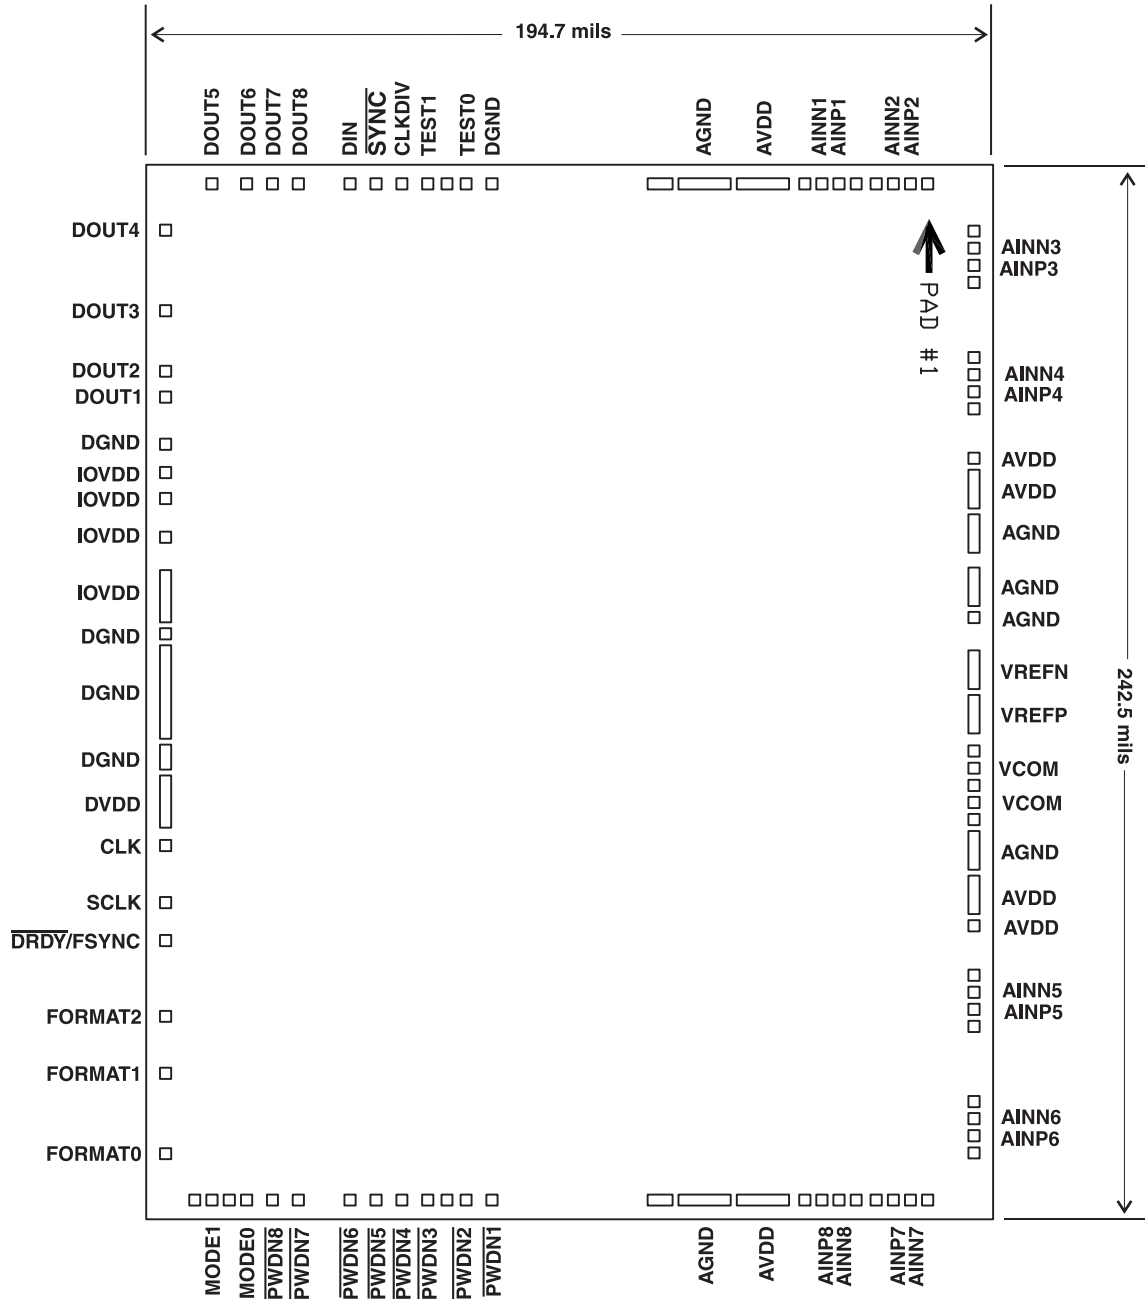 194.7 mils
DOUT5
DOUT6
DOUT7
DOUT8
DIN
SYNC
CLKDIV
TEST1
TEST0
DGND
AGND
AVDD
AINN1
AINP1
AINN2
AINP2
DOUT4
DOUT3
DOUT2
DOUT1
DGND
IOVDD
IOVDD
IOVDD
IOVDD
DGND
DGND
DGND
DVDD
CLK
SCLK
DRDY/FSYNC
FORMAT2
FORMAT1
FORMAT0
PAD #1
AINN3
AINP3
AINN4
AINP4
AVDD
AVDD
AGND
AGND
AGND
VREFN
VREFP
VCOM
VCOM
AGND
AVDD
AVDD
AINN5
AINP5
AINN6
AINP6
242.5 mils
MODE1
MODE0
PWDN8
PWDN7
PWDN6
PWDN5
PWDN4
PWDN3
PWDN2
PWDN1
AGND
AVDD
AINP8
AINN8
AINP7
AINN7